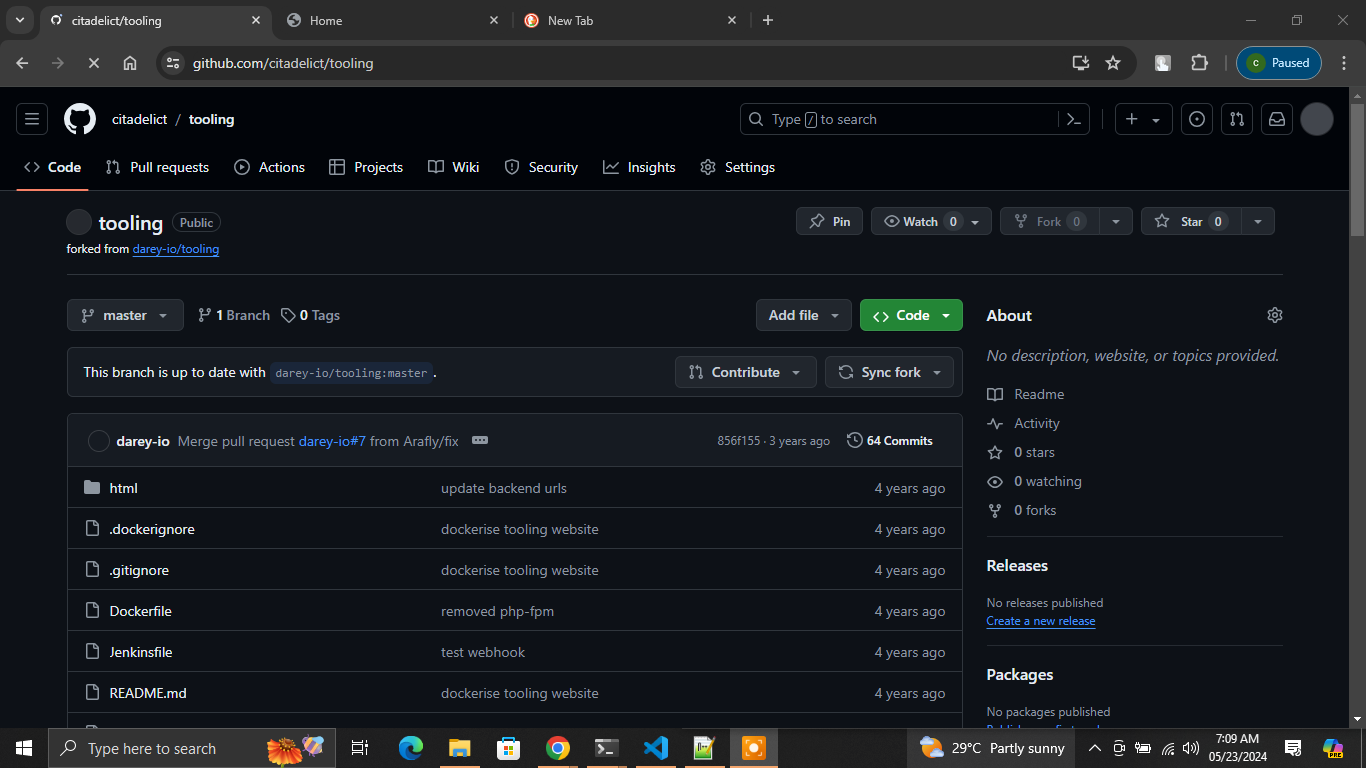 citadelict/tooling
Home
New Tab
github.com/citadelict/tooling
C
Paused
citadelict / tooling
Type / to search
Code
Pull requests
Actions
Projects
Wiki
Security
Insights
Settings
tooling
Public
Pin
Watch 0
Fork 0
Star 0
forked from darey-io/tooling
master
1 Branch
0 Tags
Add file
Code
This branch is up to date with darey-io/tooling:master .
Contribute
Sync fork
darey-io Merge pull request darey-io#7 from Arafly/fix
856f155 · 3 years ago
64 Commits
html update backend urls 4 years ago
.dockerignore dockerise tooling website 4 years ago
.gitignore dockerise tooling website 4 years ago
Dockerfile removed php-fpm 4 years ago
Jenkinsfile test webhook 4 years ago
README.md dockerise tooling website 4 years ago
About
No description, website, or topics provided.
Readme
Activity
0 stars
0 watching
0 forks
Releases
No releases published
Create a new release
Packages
No packages published
Type here to search
29°C Partly sunny
7:09 AM
05/23/2024
PRE